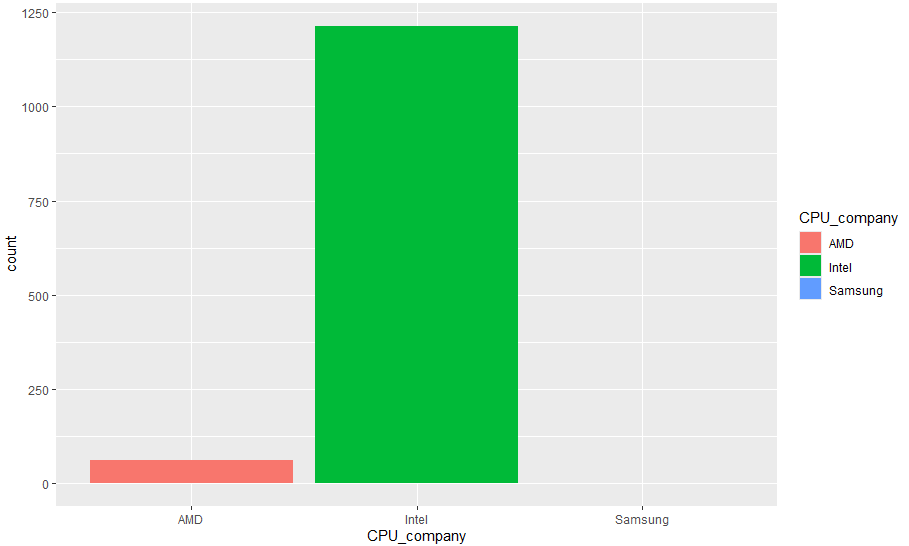 1250
1000
750
500
250
0
count
AMD
Intel
Samsung
CPU_company
CPU_company
AMD
Intel
Samsung